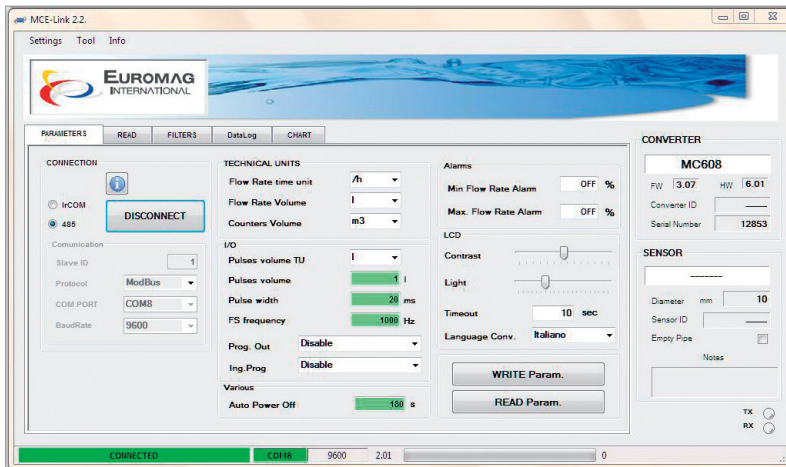 MCE-Link 2.2.
Settings Tool Info
EUROMAG
INTERNATIONAL
PARAMETERS READ FILTERS DataLog CHART
CONNECTION
IrCOM
485
DISCONNECT
Comunication
Slave ID 1
Protocol ModBus
COM PORT COM8
BaudRate 9600
TECHNICAL UNITS
Flow Rate time unit /h
Flow Rate Volume l
Counters Volume m3
I/O
Pulses volume TU l
Pulses volume 1 l
Pulse width 20 ms
FS frequency 1000 Hz
Prog. Out Disable
Ing.Prog Disable
Various
Auto Power Off 180 s
Alarms
Min Flow Rate Alarm OFF %
Max. Flow Rate Alarm OFF %
LCD
Contrast
Light
Timeout 10 sec
Language Conv. Italiano
WRITE Param.
READ Param.
CONVERTER
MC608
FW 3.07 HW 6.01
Converter ID ____
Serial Number 12853
SENSOR
-------
Diameter mm 10
Sensor ID ____
Empty Pipe
Notes
TX
RX
CONNECTED COM8 9600 2.01 0